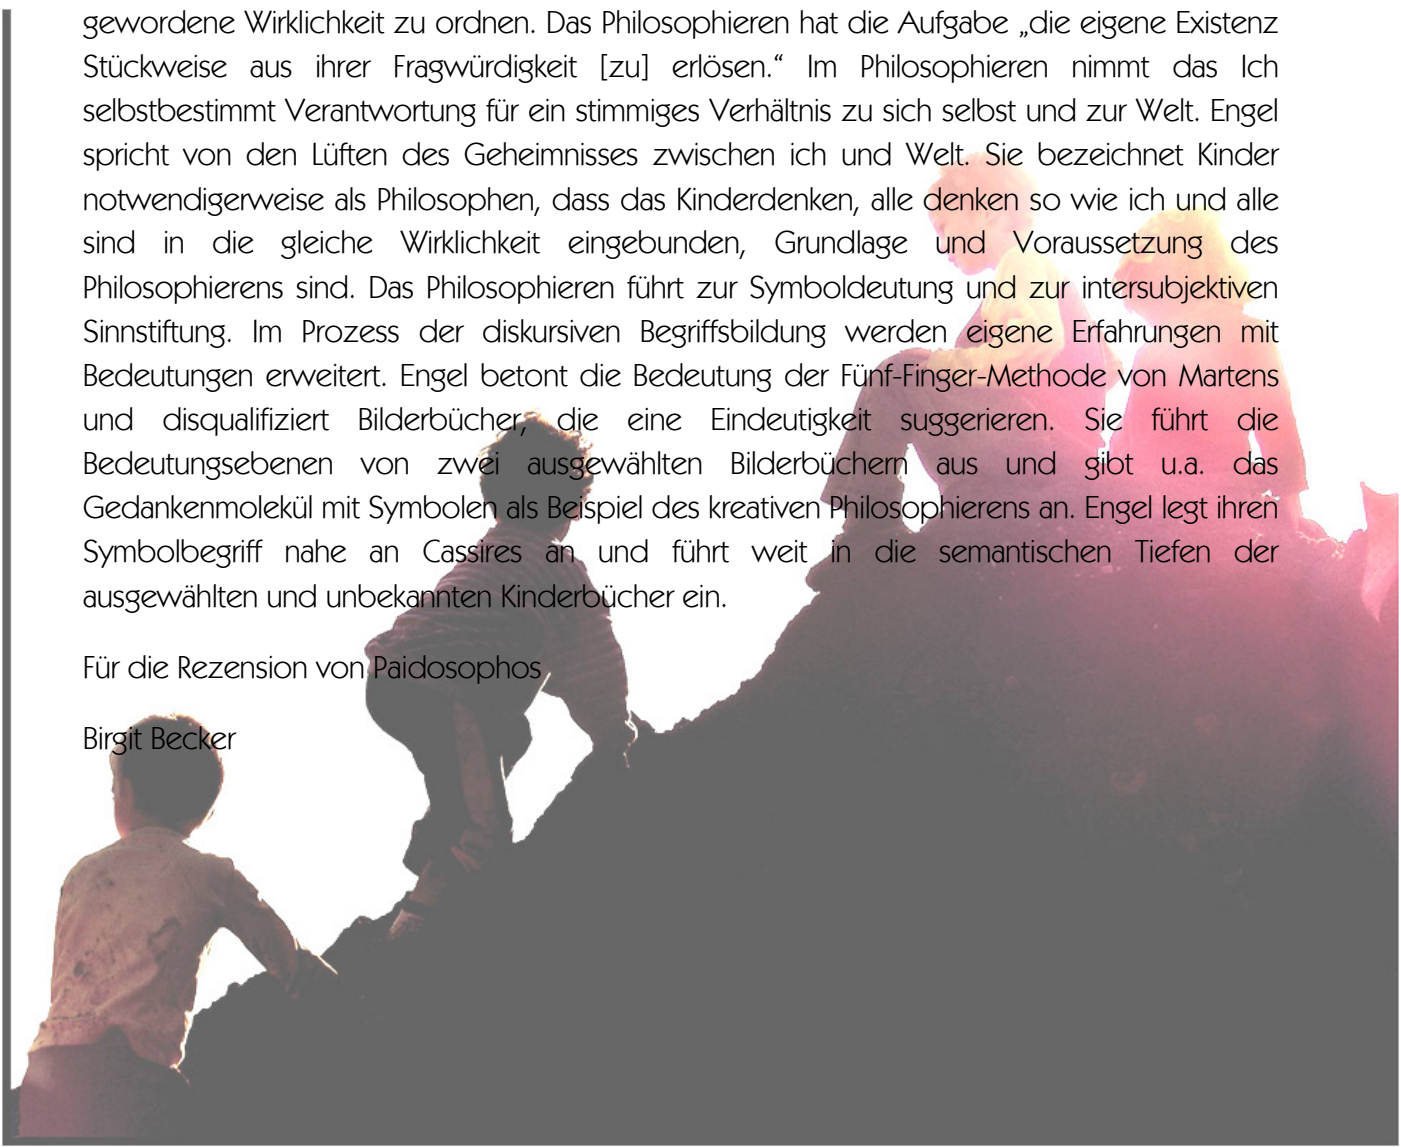 gewordene Wirklichkeit zu ordnen. Das Philosophieren hat die Aufgabe „die eigene Existenz
Stückweise aus ihrer Fragwürdigkeit [zu] erlösen.“ Im Philosophieren nimmt das Ich
selbstbestimmt Verantwortung für ein stimmiges Verhältnis zu sich selbst und zur Welt. Engel
spricht von den Lüften des Geheimnisses zwischen ich und Welt. Sie bezeichnet Kinder
notwendigerweise als Philosophen, dass das Kinderdenken, alle denken so wie ich und alle
sind in die gleiche Wirklichkeit eingebunden, Grundlage und Voraussetzung des
Philosophierens sind. Das Philosophieren führt zur Symboldeutung und zur intersubjektiven
Sinnstiftung. Im Prozess der diskursiven Begriffsbildung werden eigene Erfahrungen mit
Bedeutungen erweitert. Engel betont die Bedeutung der Fünf-Finger-Methode von Martens
und disqualifiziert Bilderbücher, die eine Eindeutigkeit suggerieren. Sie führt die
Bedeutungsebenen von zwei ausgewählten Bilderbüchern aus und gibt u.a. das
Gedankenmolekül mit Symbolen als Beispiel des kreativen Philosophierens an. Engel legt ihren
Symbolbegriff nahe an Cassires an und führt weit in die semantischen Tiefen der
ausgewählten und unbekannten Kinderbücher ein.
Für die Rezension von Paidosophos
Birgit Becker